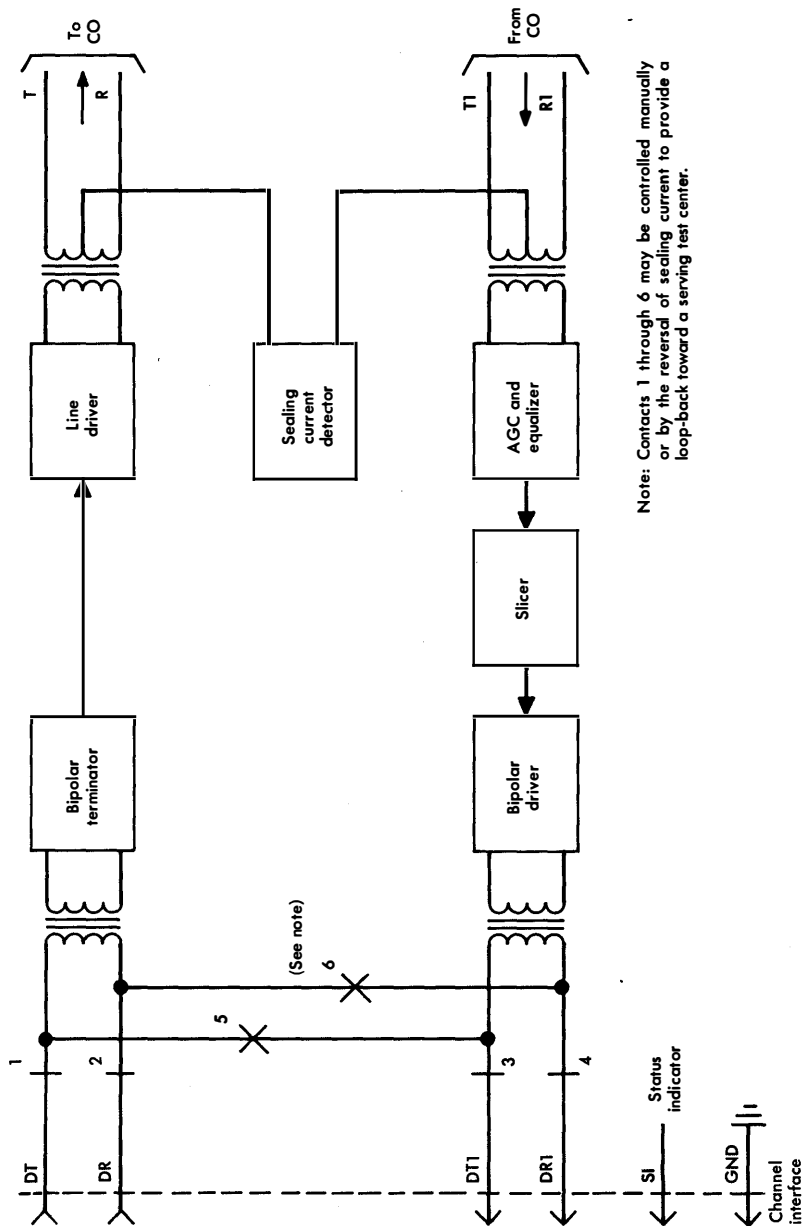 DT
1
DR
2
5
(See note)
6
Bipolar
terminator
Line
driver
T
R
To
CO
Sealing
current
detector
DT1
3
DR1
4
Bipolar
driver
Slicer
AGC and
equalizer
T1
R1
From
CO
SI
Status
indicator
GND
Channel
interface
Note: Contacts 1 through 6 may be controlled manually
or by the reversal of sealing current to provide a
loop-back toward a serving test center.